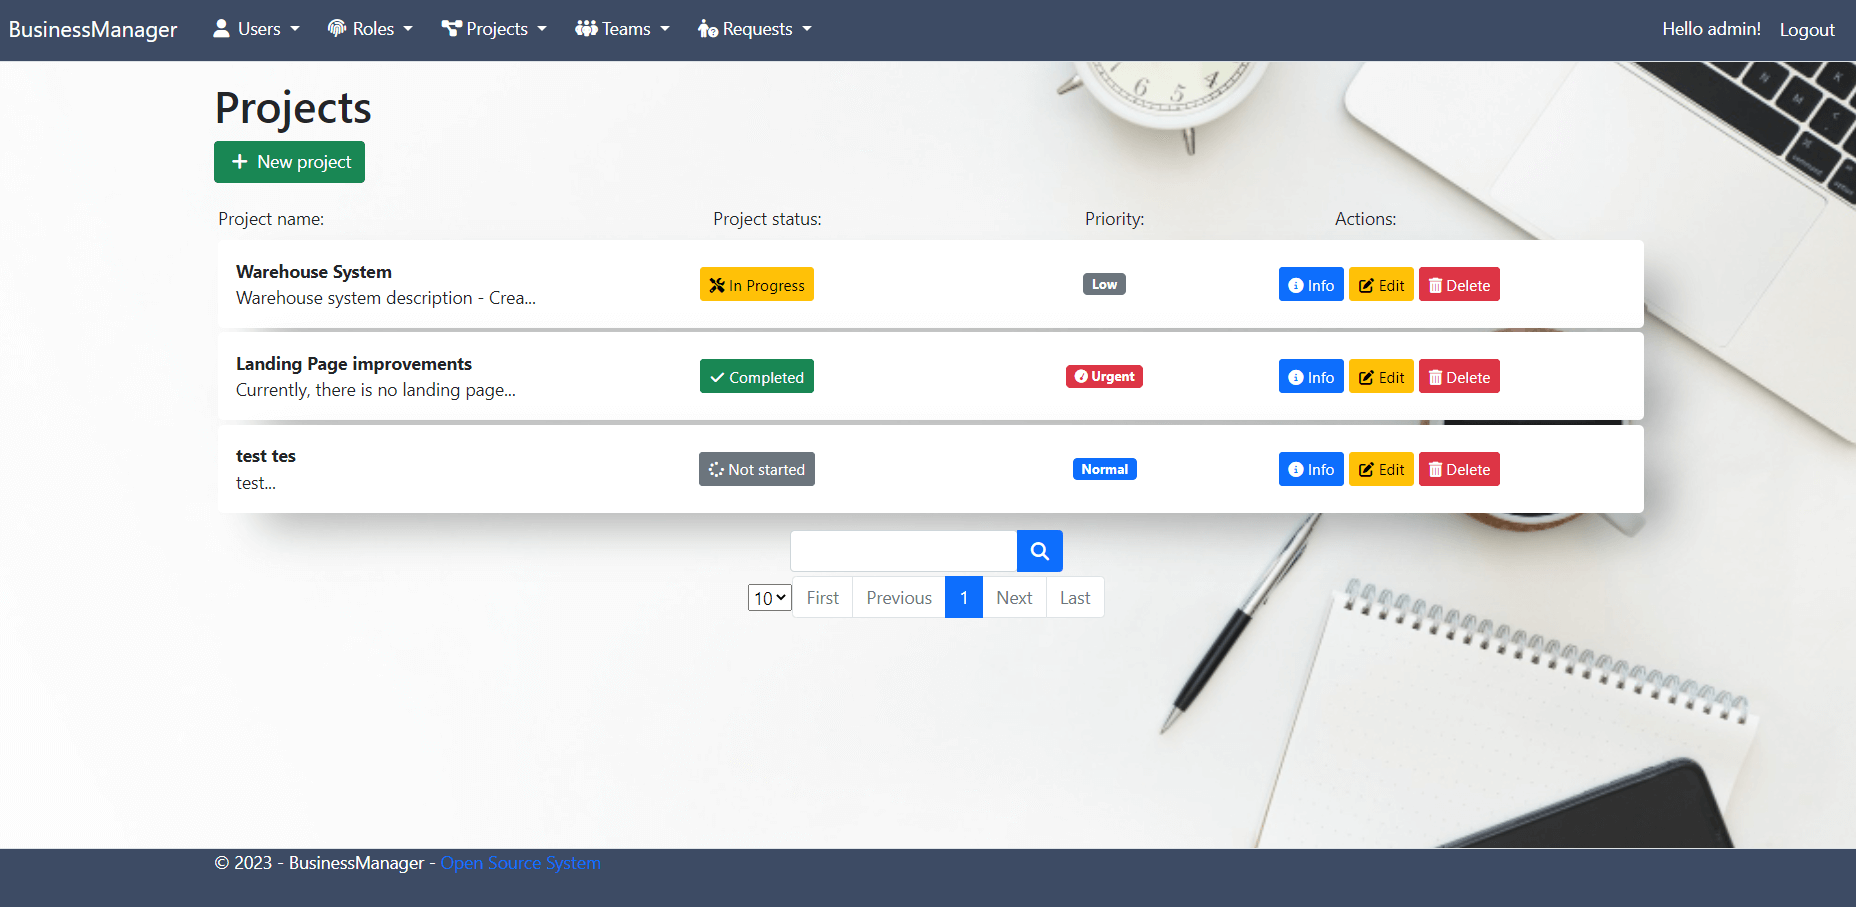 BusinessManager Users Roles Projects Teams Requests Hello admin! Logout
Projects
New project
Project name: Project status: Priority: Actions:
Warehouse System
Warehouse system description - Crea...
In Progress Low Info Edit Delete
Landing Page improvements
Currently, there is no landing page...
Completed Urgent Info Edit Delete
test tes
test...
Not started Normal Info Edit Delete
10 First Previous 1 Next Last
© 2023 - BusinessManager - Open Source System